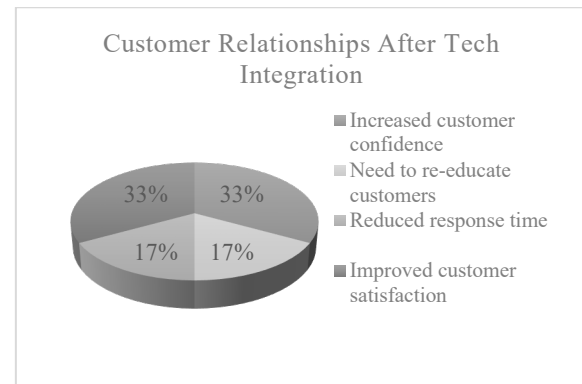 Customer Relationships After Tech
Integration
Increased customer
confidence
Need to re-educate
customers
Reduced response time
Improved customer
satisfaction
33%
33%
17%
17%